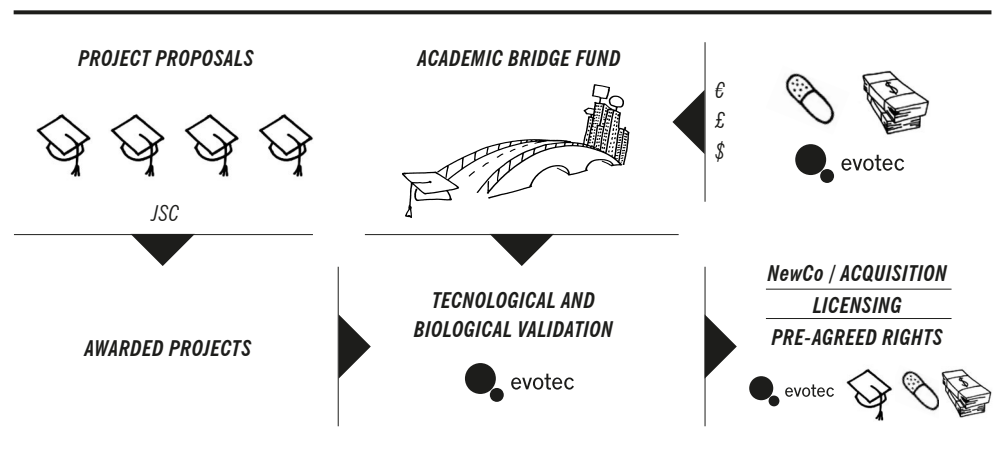 PROJECT PROPOSALS
JSC
ACADEMIC BRIDGE FUND
€
£
$
evotec
AWARDED PROJECTS
TECNOLOGICAL AND
BIOLOGICAL VALIDATION
evotec
NewCo / ACQUISITION
LICENSING
PRE-AGREED RIGHTS
evotec